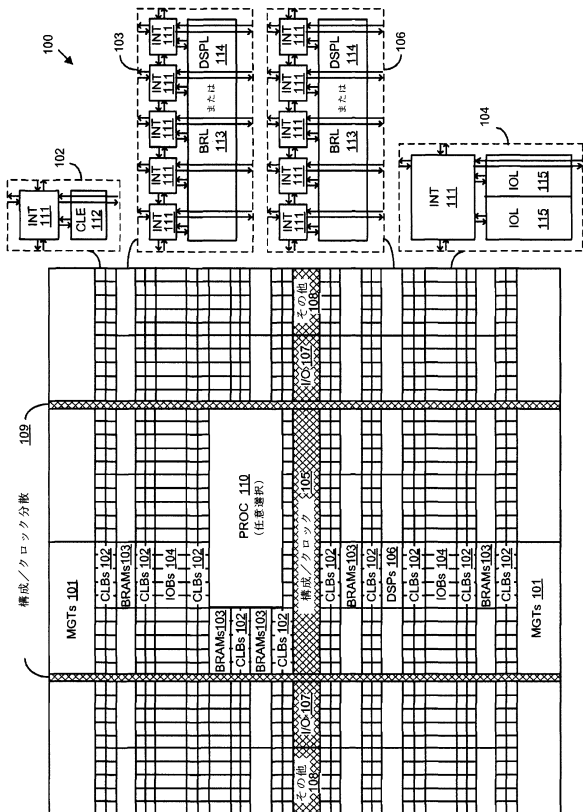 構成／クロック分散 109
100
MGTs 101
CLBs 102
BRAMs 103
CLBs 102
IOBs 104
CLBs 102
BRAMs 103
CLBs 102
BRAMs 103
CLBs 102
PROC 110
(任意選択)
その他 108
I/O 107
構成／クロック 105
I/O 107
その他 108
CLBs 102
BRAMs 103
CLBs 102
DSPs 106
CLBs 102
IOBs 104
CLBs 102
BRAMs 103
CLBs 102
MGTs 101
102
INT 111
CLE 112
103
INT 111
INT 111
INT 111
INT 111
INT 111
BRL 113
または
DSPL 114
106
INT 111
INT 111
INT 111
INT 111
INT 111
BRL 113
または
DSPL 114
104
INT 111
IOL 115
IOL 115